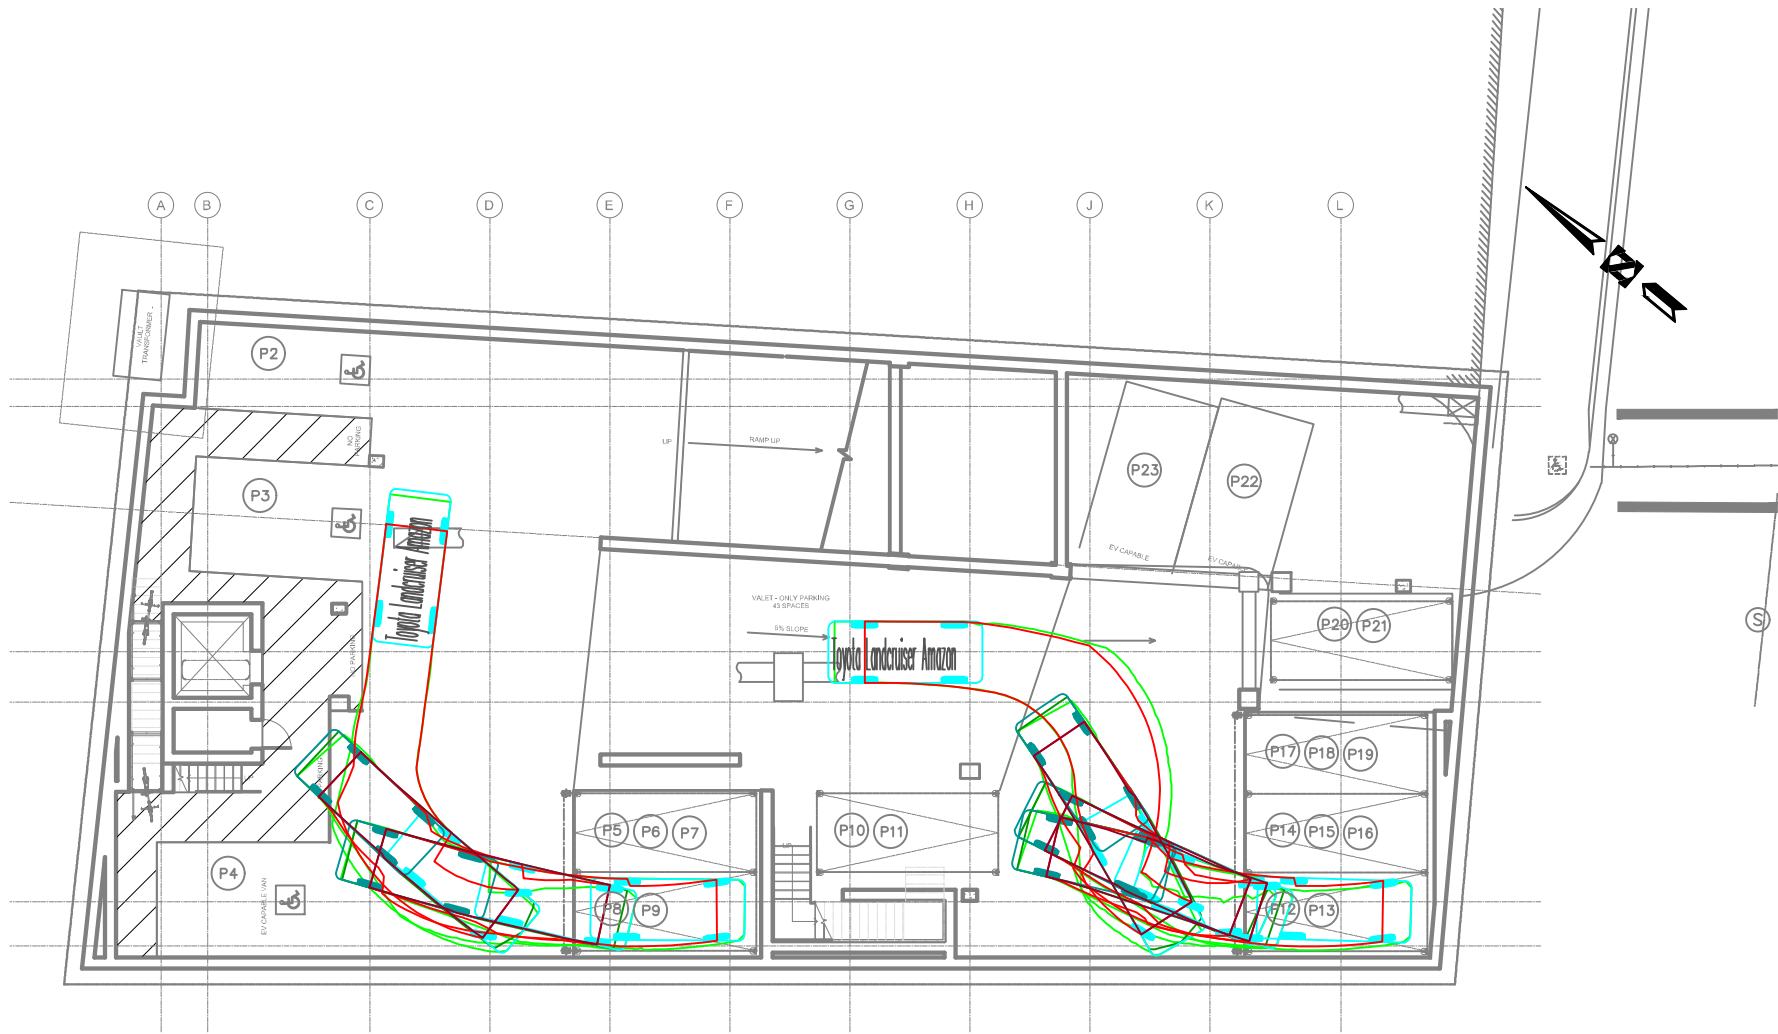 A B C D E F G H J K L
VAULT
TRANSFORMER -
P2
NO
PARKING
UP
RAMP UP
P3
P23
P22
EV CAPABLE
Toyota Landcruiser Amazon
VALET - ONLY PARKING
43 SPACES
5% SLOPE
Toyota Landcruiser Amazon
P20 P21
S
P17 P18 P19
P5 P6 P7
P10 P11
P14 P15 P16
UP
P4
EV CAPABLE VAN
P8 P9
P12 P13